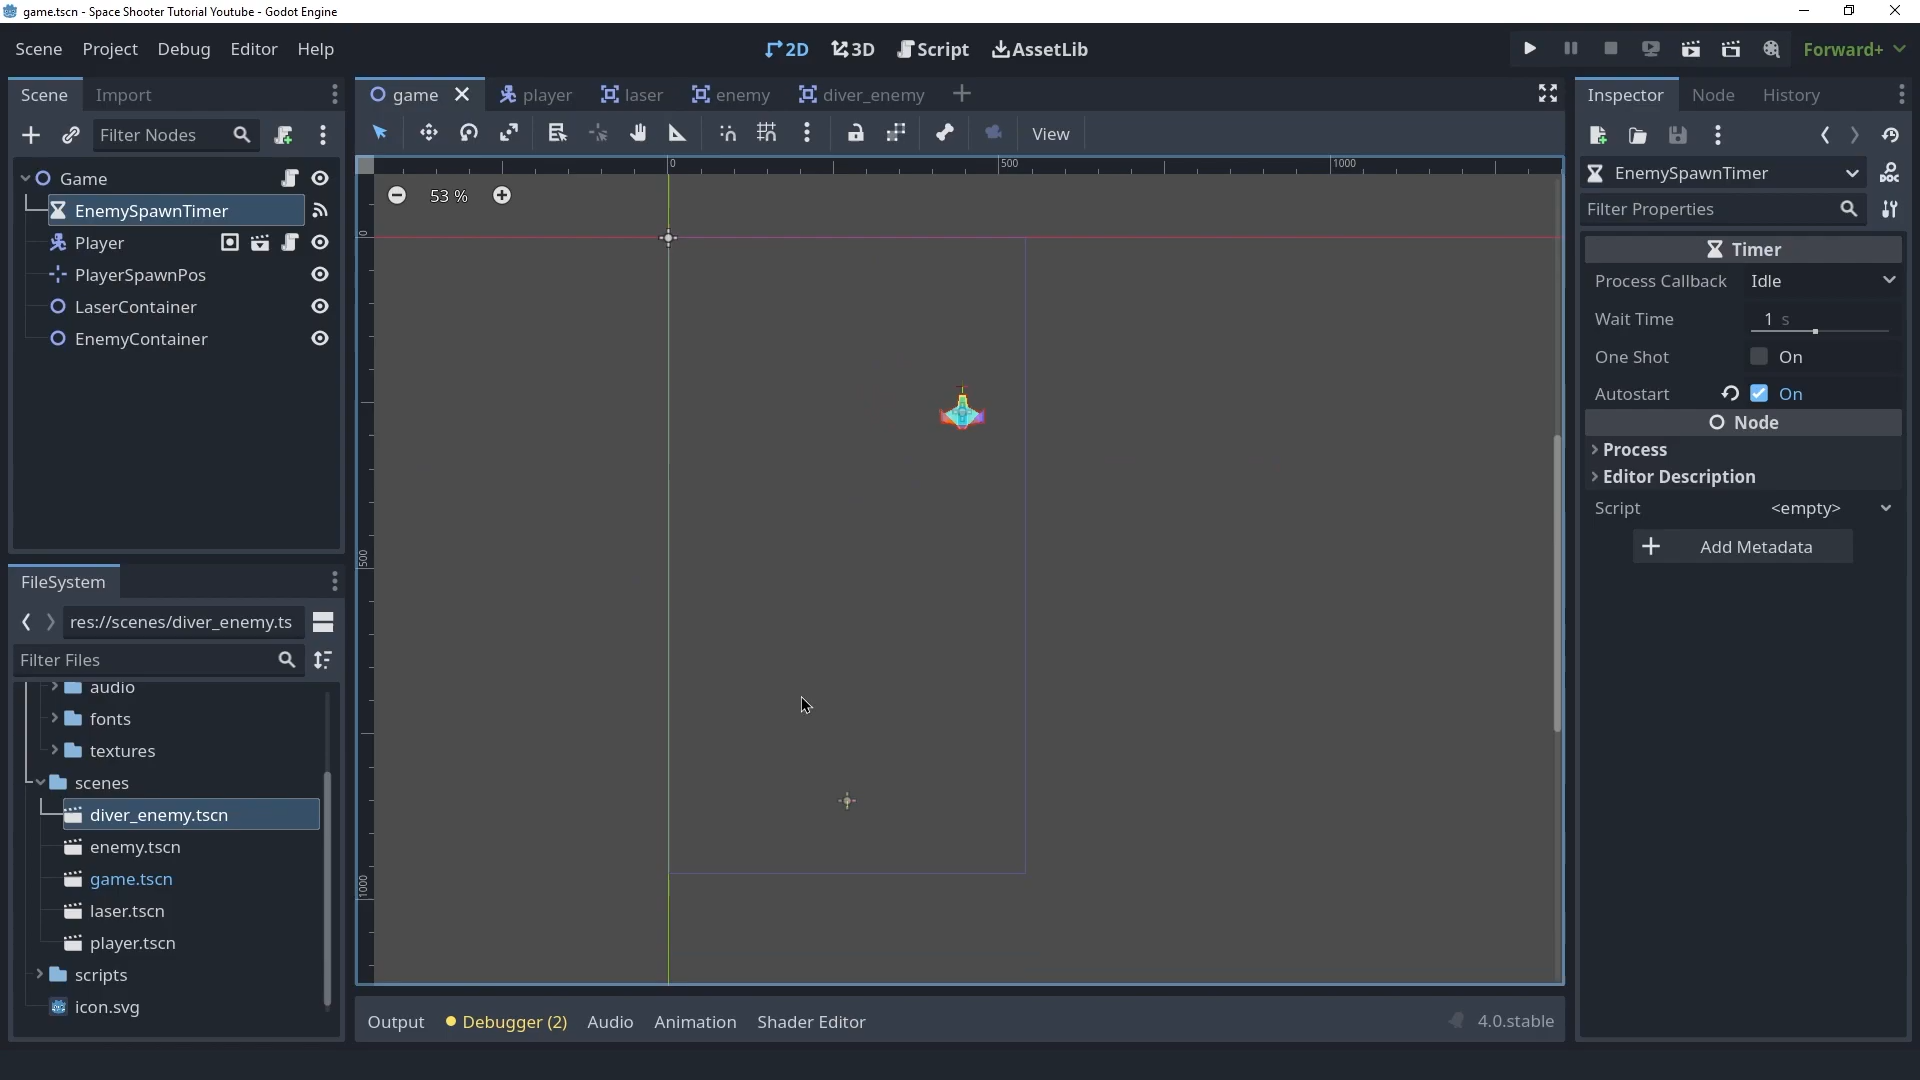 game.tscn - Space Shooter Tutorial Youtube - Godot Engine
Scene Project Debug Editor Help
2D 3D Script AssetLib
Forward+
Scene Import
game player laser enemy diver_enemy
Inspector Node History
Filter Nodes
View
Game
EnemySpawnTimer
Player
PlayerSpawnPos
LaserContainer
EnemyContainer
0 500 1000
0
500
1000
53 %
EnemySpawnTimer
Filter Properties
Timer
Process Callback Idle
Wait Time 1 s
One Shot On
Autostart On
Node
Process
Editor Description
Script <empty>
Add Metadata
FileSystem
res://scenes/diver_enemy.ts
Filter Files
audio
fonts
textures
scenes
diver_enemy.tscn
enemy.tscn
game.tscn
laser.tscn
player.tscn
scripts
icon.svg
Output Debugger (2) Audio Animation Shader Editor
4.0.stable